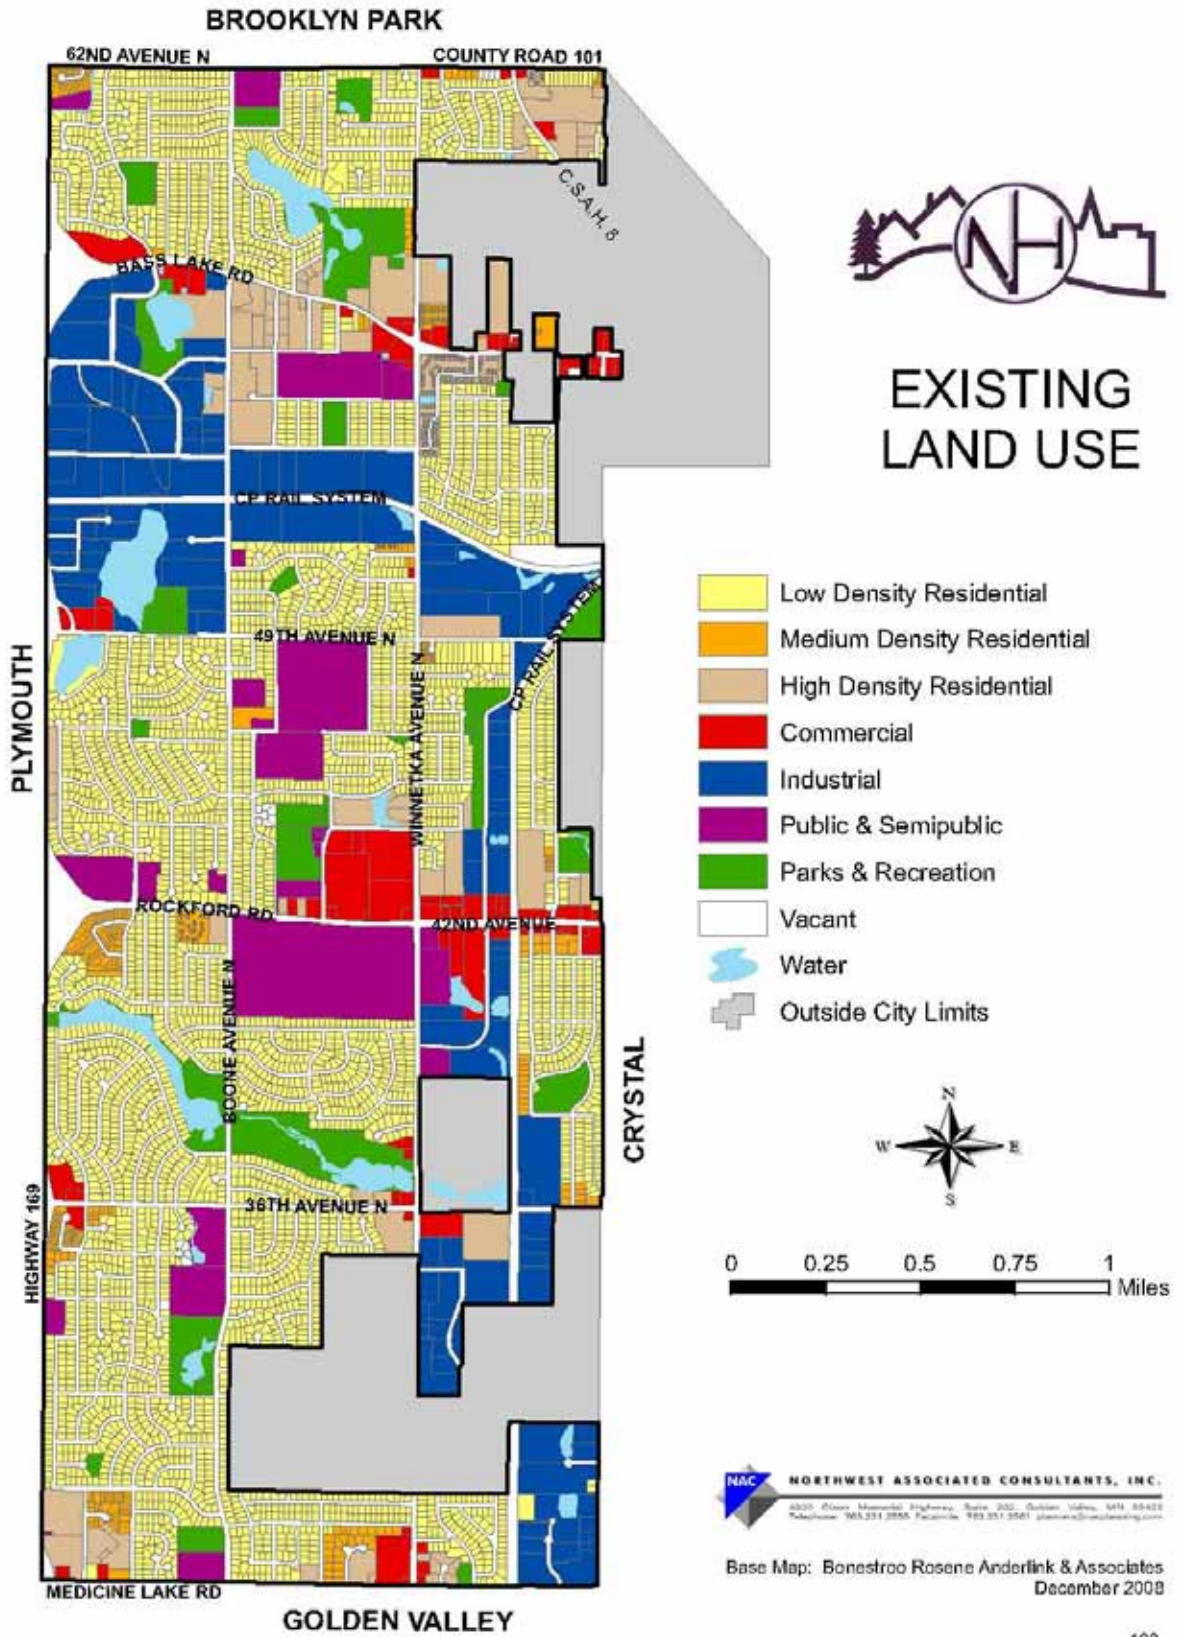 BROOKLYN PARK
62ND AVENUE N
COUNTY ROAD 101
C.S.A.H. 8
BASS LAKE RD
NH
EXISTING
LAND USE
CP RAIL SYSTEM
CP RAIL SYSTEM
49TH AVENUE N
PLYMOUTH
WINNETKA AVENUE N
ROCKFORD RD
42ND AVENUE
BOONE AVENUE N
CRYSTAL
36TH AVENUE N
HIGHWAY 169
MEDICINE LAKE RD
GOLDEN VALLEY
Low Density Residential
Medium Density Residential
High Density Residential
Commercial
Industrial
Public & Semipublic
Parks & Recreation
Vacant
Water
Outside City Limits
N
W E
S
0 0.25 0.5 0.75 1
Miles
NAC
NORTHWEST ASSOCIATED CONSULTANTS, INC.
Base Map: Bonestroo Rosene Anderlink & Associates
December 2008